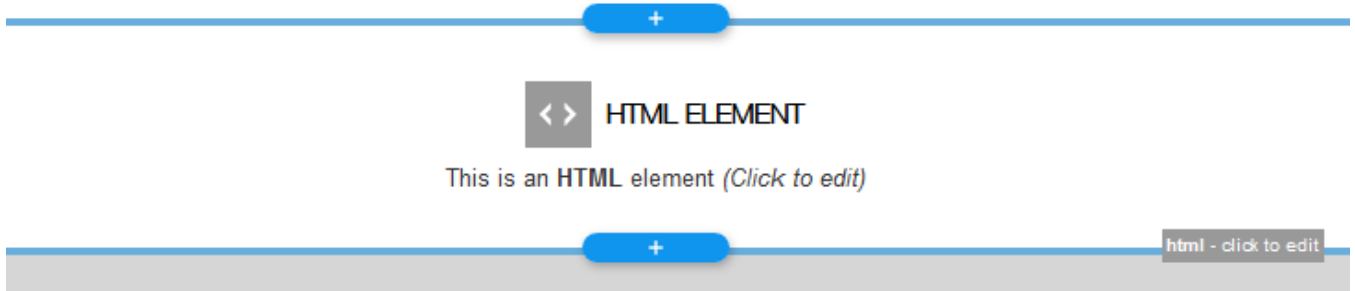 +
HTML ELEMENT
This is an HTML element (Click to edit)
+
html - click to edit